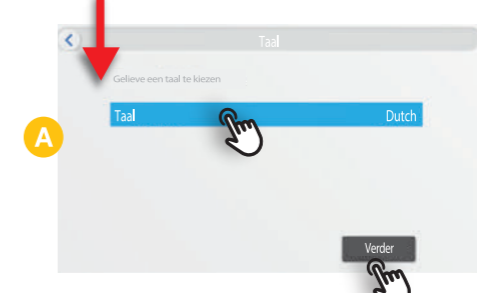 Taal
Gelieve een taal te kiezen
Taal Dutch
A
Verder